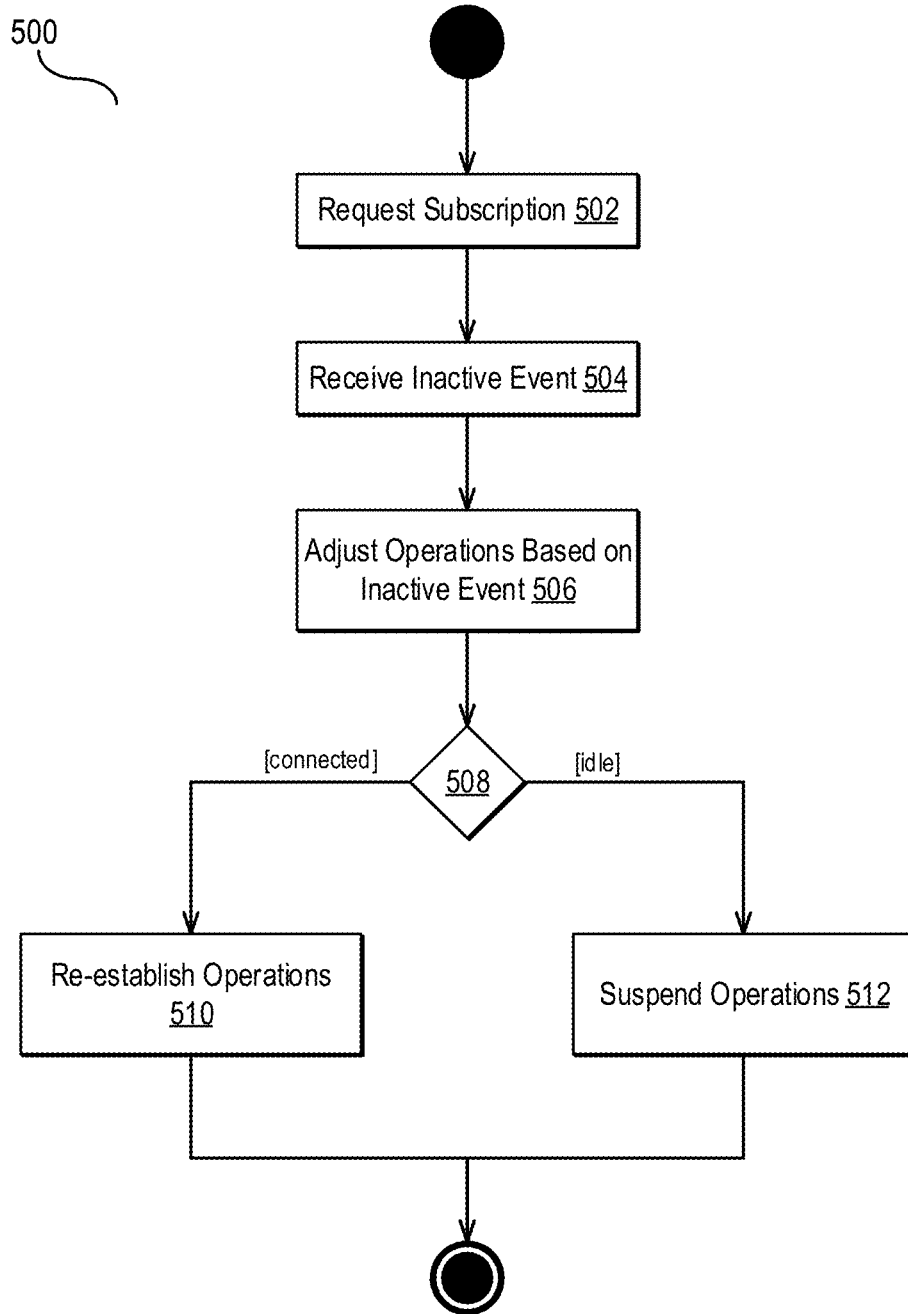 500
Request Subscription 502
Receive Inactive Event 504
Adjust Operations Based on
Inactive Event 506
[connected]
508
[idle]
Re-establish Operations
510
Suspend Operations 512